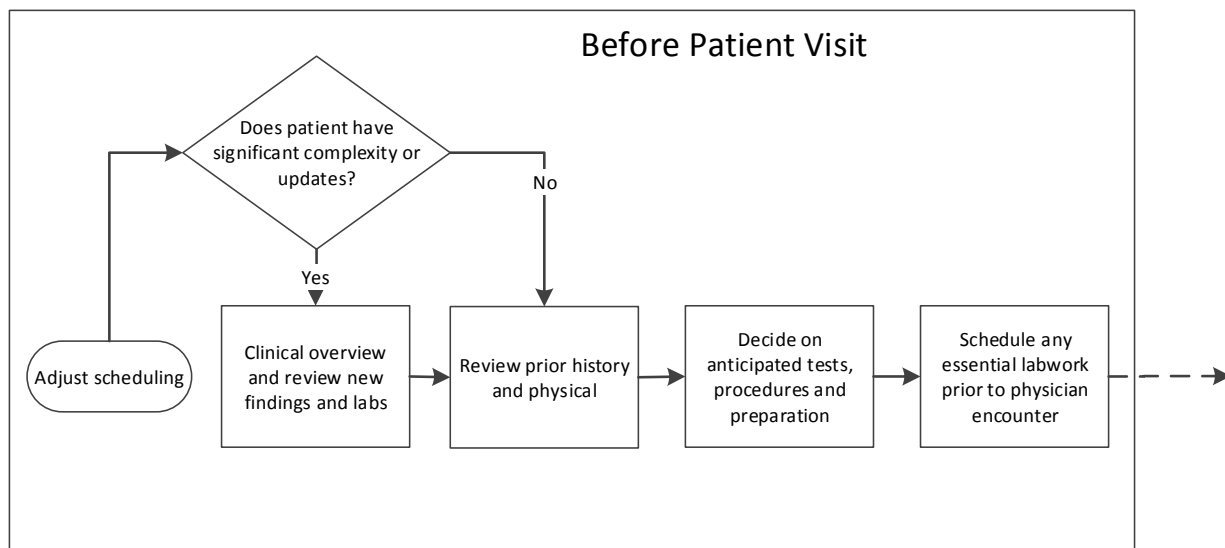 Before Patient Visit
Does patient have
significant complexity or
updates?
No
Yes
Adjust scheduling
Clinical overview
and review new
findings and labs
Review prior history
and physical
Decide on
anticipated tests,
procedures and
preparation
Schedule any
essential labwork
prior to physician
encounter